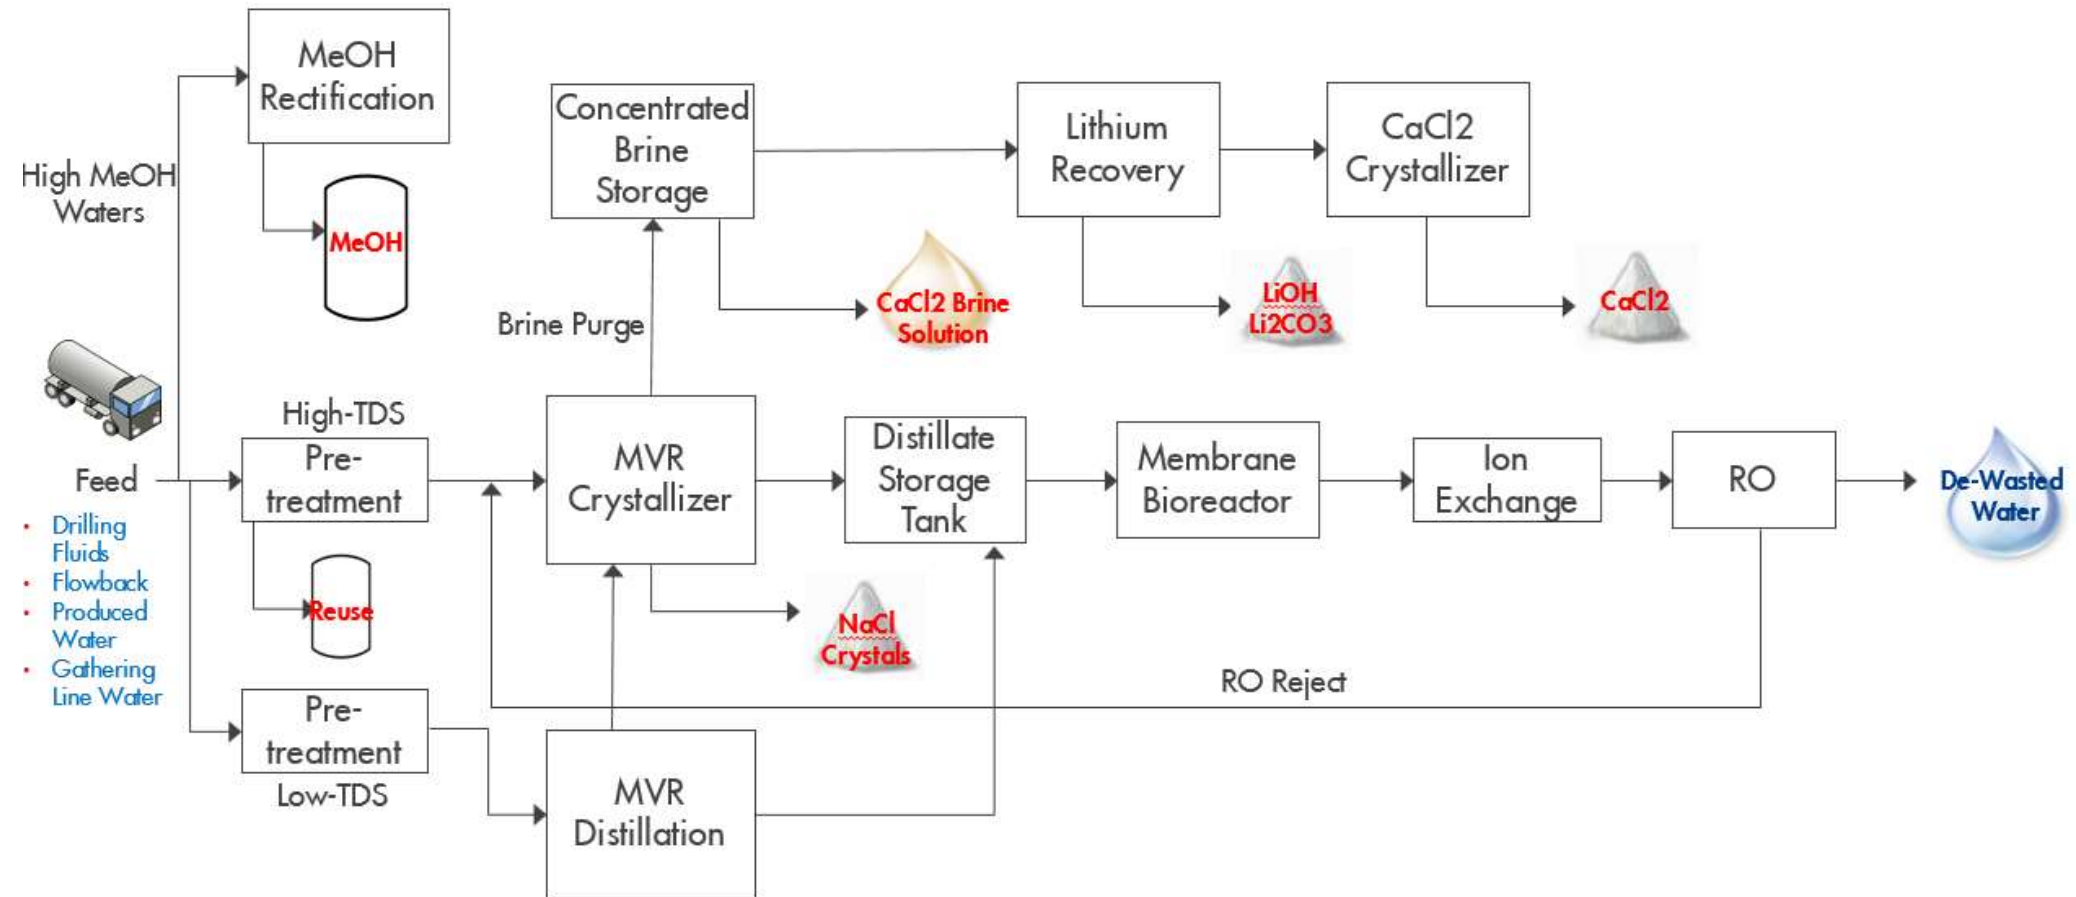 MeOH
Rectification
High MeOH
Waters
MeOH
Concentrated
Brine
Storage
Lithium
Recovery
CaCl2
Crystallizer
CaCl2 Brine
Solution
LiOH
Li2CO3
CaCl2
Brine Purge
High-TDS
Feed
Pre-
treatment
MVR
Crystallizer
Distillate
Storage
Tank
Membrane
Bioreactor
Ion
Exchange
RO
De-Wasted
Water
• Drilling
Fluids
• Flowback
• Produced
Water
• Gathering
Line Water
Reuse
NaCl
Crystals
RO Reject
Pre-
treatment
Low-TDS
MVR
Distillation